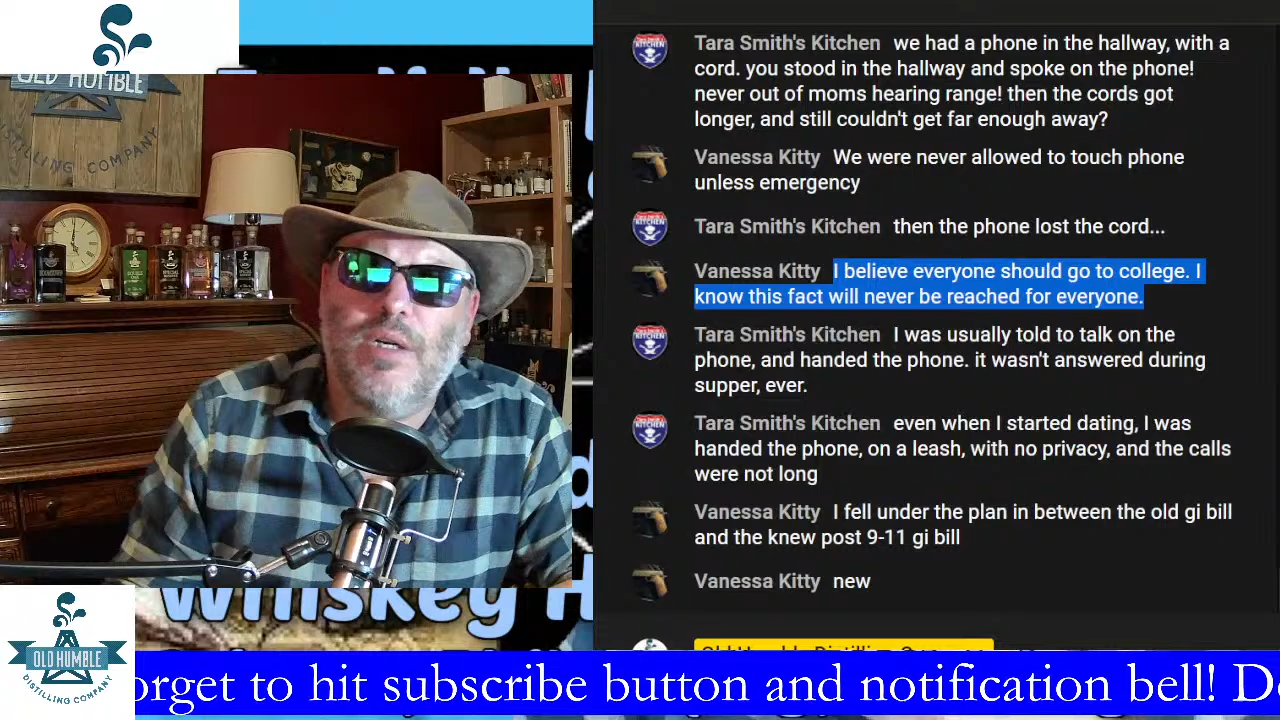 OLD HUMBLE
DISTILLING COMPANY
Tara Smith's Kitchen we had a phone in the hallway, with a
cord. you stood in the hallway and spoke on the phone!
never out of moms hearing range! then the cords got
longer, and still couldn't get far enough away?
Vanessa Kitty We were never allowed to touch phone
unless emergency
Tara Smith's Kitchen then the phone lost the cord...
Vanessa Kitty I believe everyone should go to college. I
know this fact will never be reached for everyone.
Tara Smith's Kitchen I was usually told to talk on the
phone, and handed the phone. it wasn't answered during
supper, ever.
Tara Smith's Kitchen even when I started dating, I was
handed the phone, on a leash, with no privacy, and the calls
were not long
Vanessa Kitty I fell under the plan in between the old gi bill
and the knew post 9-11 gi bill
Vanessa Kitty new
Whiskey H
OLD HUMBLE
DISTILLING COMPANY
orget to hit subscribe button and notification bell! D